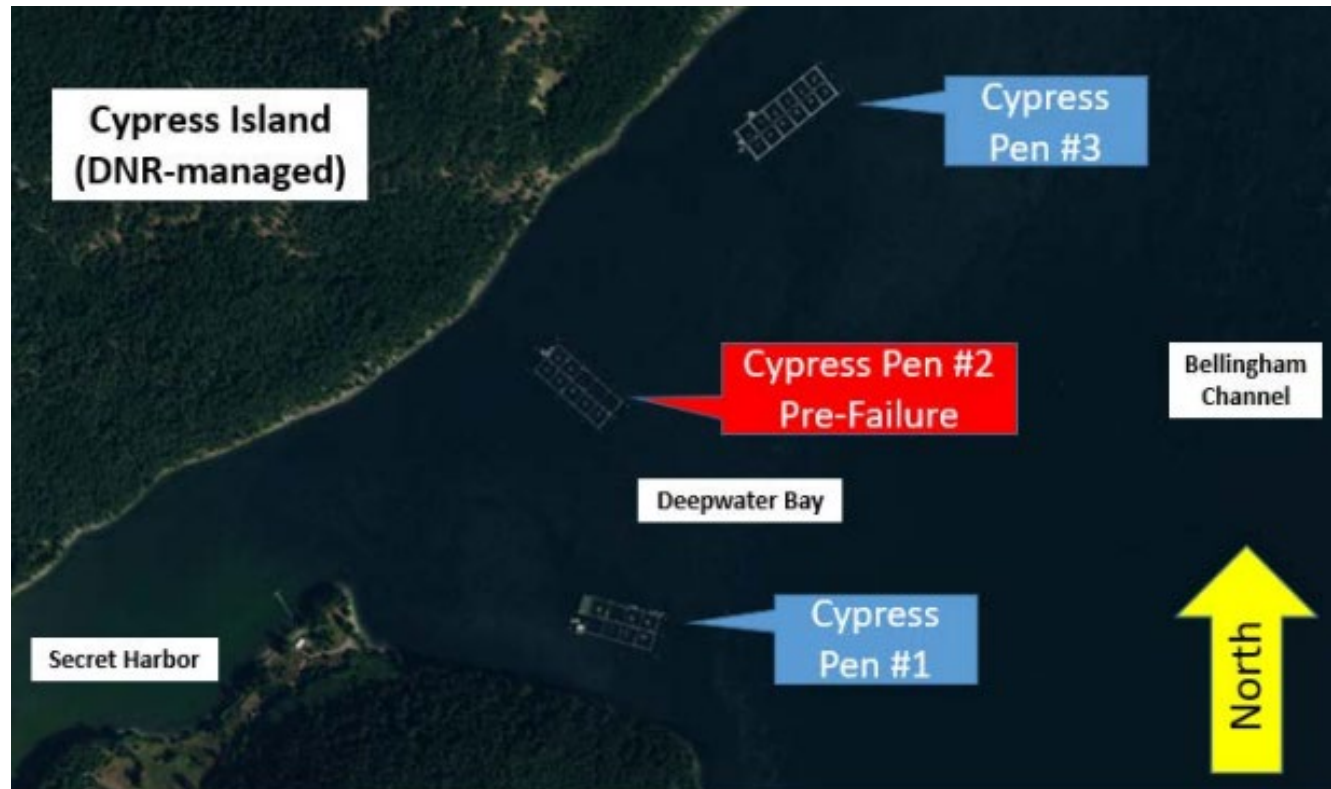 Cypress Island
(DNR-managed)
Cypress
Pen #3
Cypress Pen #2
Pre-Failure
Bellingham
Channel
Deepwater Bay
Cypress
Pen #1
Secret Harbor
North